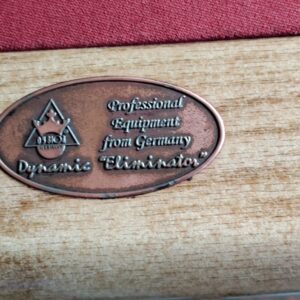 Professional
Equipment
from Germany
Dynamic "Eliminator"